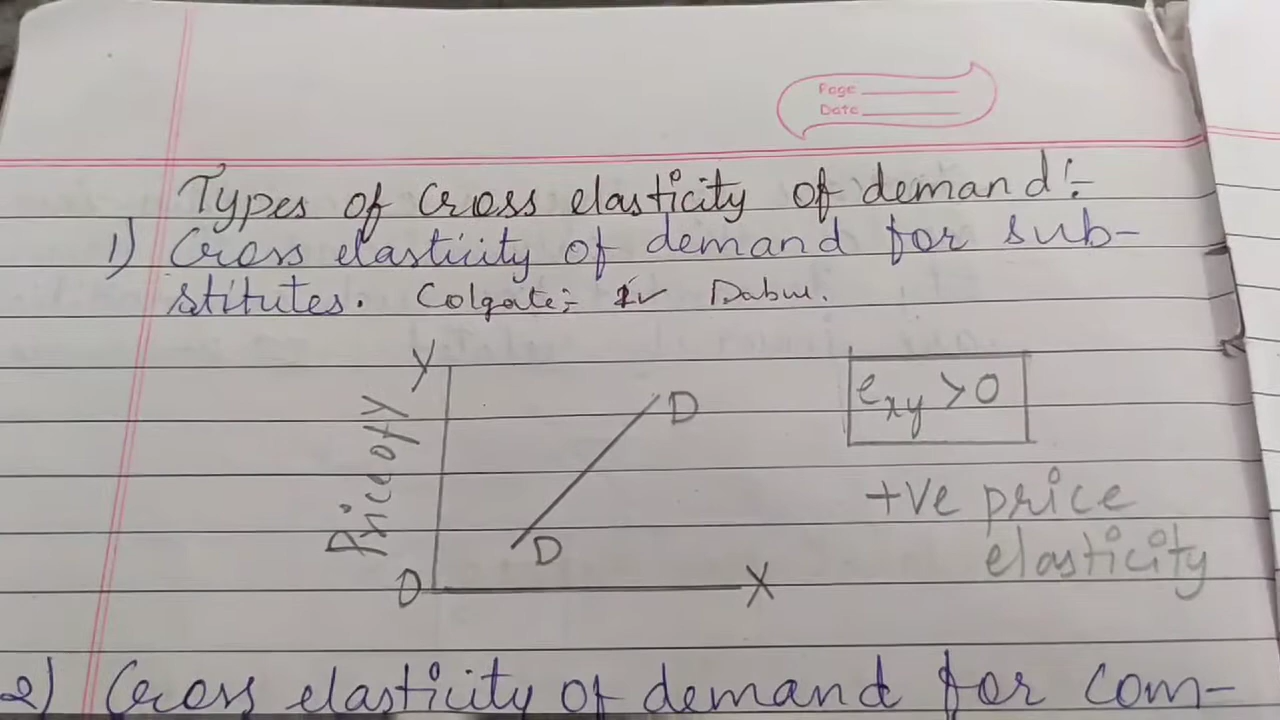 Page
Date
Types of cross elasticity of demand :-
1) Cross elasticity of demand for sub-
stitutes. Colgate; Dabur.
Y
Price of y
D
D
O
X
exy > 0
+ve price
elasticity
2) Cross elasticity of demand for com-